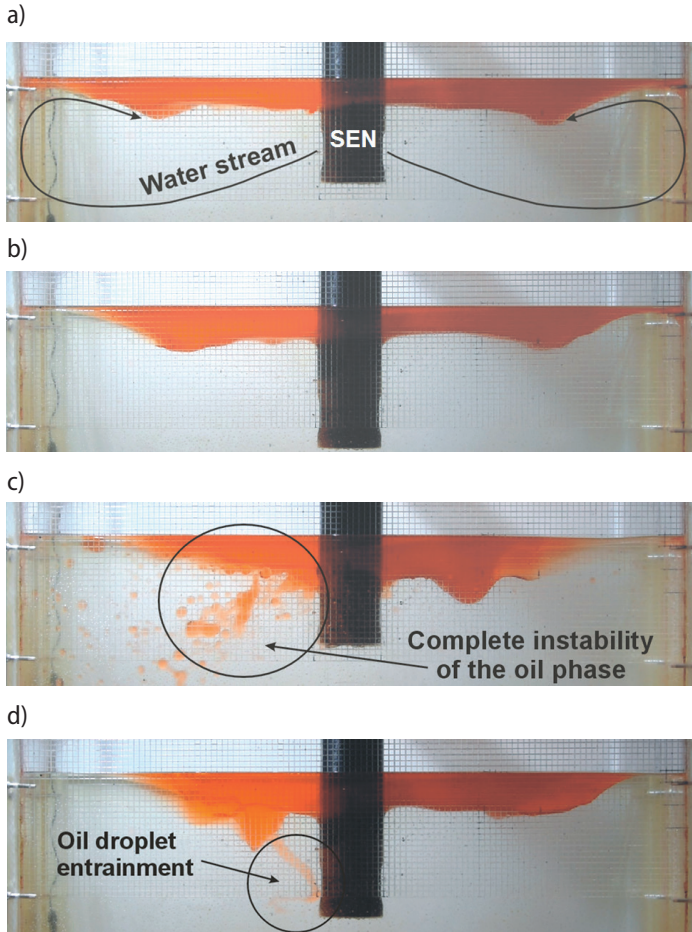 a)
SEN
Water stream
b)
c)
Complete instability
of the oil phase
d)
Oil droplet
entrainment